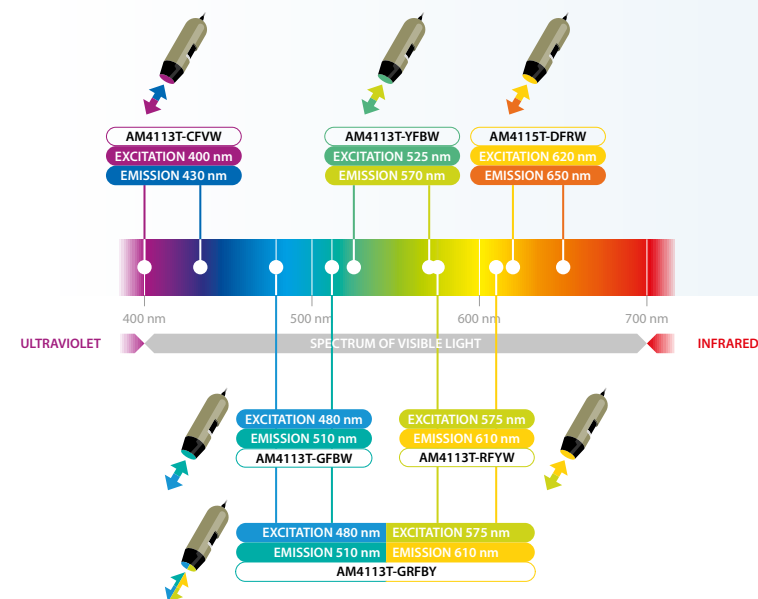 AM4113T-CFVW
EXCITATION 400 nm
EMISSION 430 nm
AM4113T-YFBW
EXCITATION 525 nm
EMISSION 570 nm
AM4115T-DFRW
EXCITATION 620 nm
EMISSION 650 nm
400 nm
500 nm
600 nm
700 nm
ULTRAVIOLET
SPECTRUM OF VISIBLE LIGHT
INFRARED
EXCITATION 480 nm
EMISSION 510 nm
AM4113T-GFBW
EXCITATION 575 nm
EMISSION 610 nm
AM4113T-RFYW
EXCITATION 480 nm EXCITATION 575 nm
EMISSION 510 nm EMISSION 610 nm
AM4113T-GRFBY